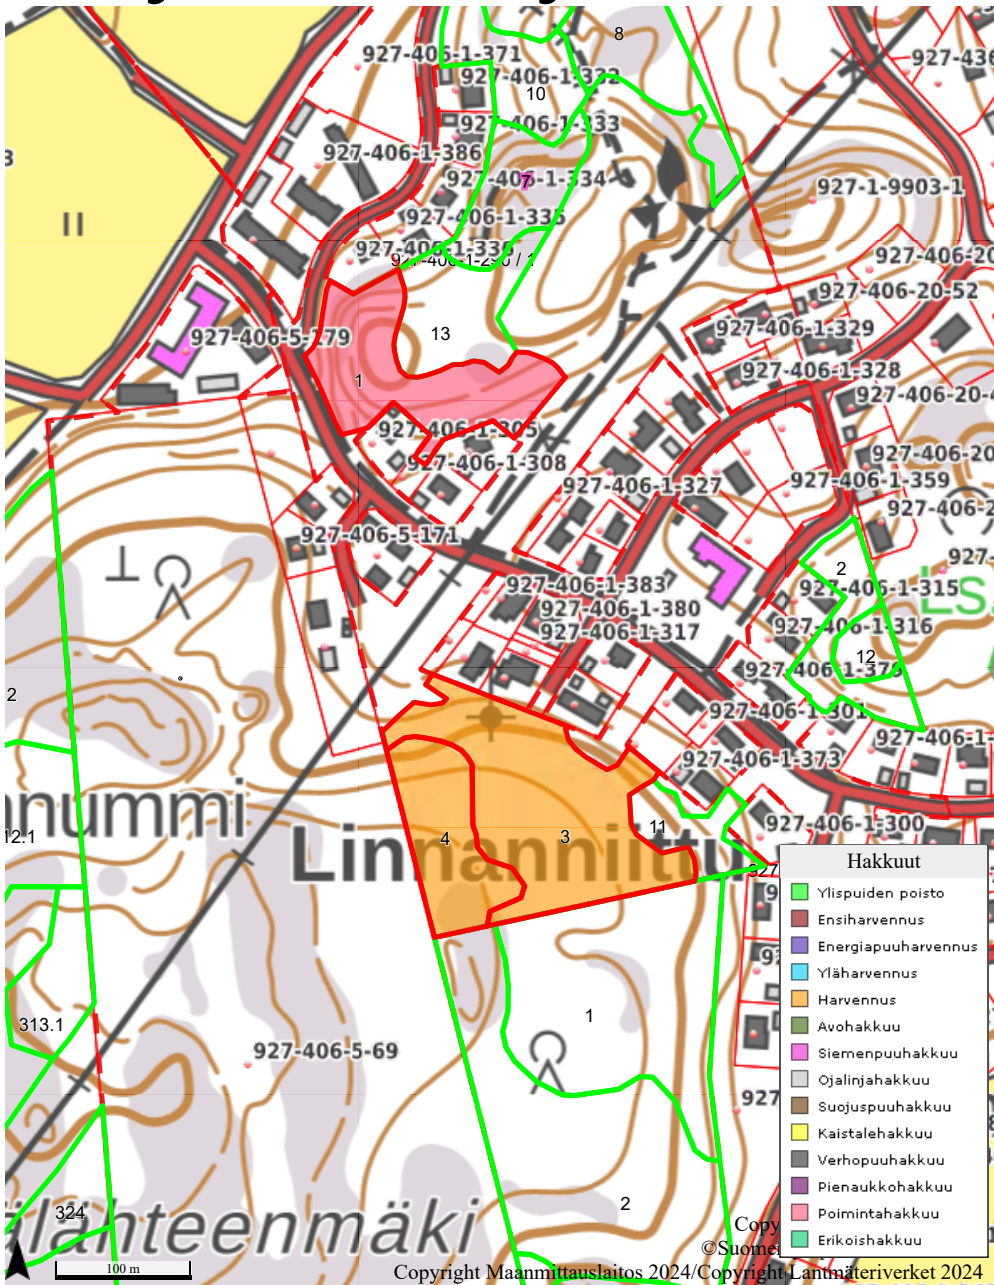 8
927-406-1-371
927-406-1-332
10
927-406-1-333
927-406-1-386
7
927-406-1-334
927-1-9903-1
927-406-1-335
927-406-1-336
927-406-1-290 / 1
927-406-20-52
927-406-5-179
13
927-406-1-329
1
927-406-1-328
927-406-1-305
927-406-1-308
927-406-1-327
927-406-1-359
927-406-5-171
2
927-406-1-383
927-406-1-315
927-406-1-380
927-406-1-316
927-406-1-317
12
2
927-406-1-301
927-406-1-373
4
3
11
927-406-1-300
Linnanniittu
12.1
1
313.1
927-406-5-69
2
324
Hakkuut
Ylispuiden poisto
Ensiharvennus
Energiapuuharvennus
Yläharvennus
Harvennus
Avohakkuu
Siemenpuuhakkuu
Ojalinjahakkuu
Suojuspuuhakkuu
Kaistalehakkuu
Verhopuuhakkuu
Pienaukkohakkuu
Poimintahakkuu
Erikoishakkuu
100 m
Copyright Maanmittauslaitos 2024/Copyright Lantmäteriverket 2024